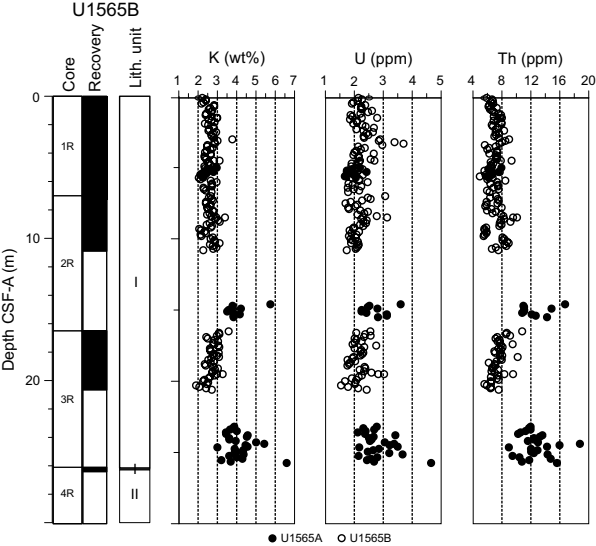 U1565B
Core
Recovery
Lith. unit
K (wt%)
U (ppm)
Th (ppm)
1 2 3 4 5 6 7
1 2 3 4 5
4 8 12 16 20
0
10
20
Depth CSF-A (m)
1R
2R
3R
4R
I
II
U1565A U1565B